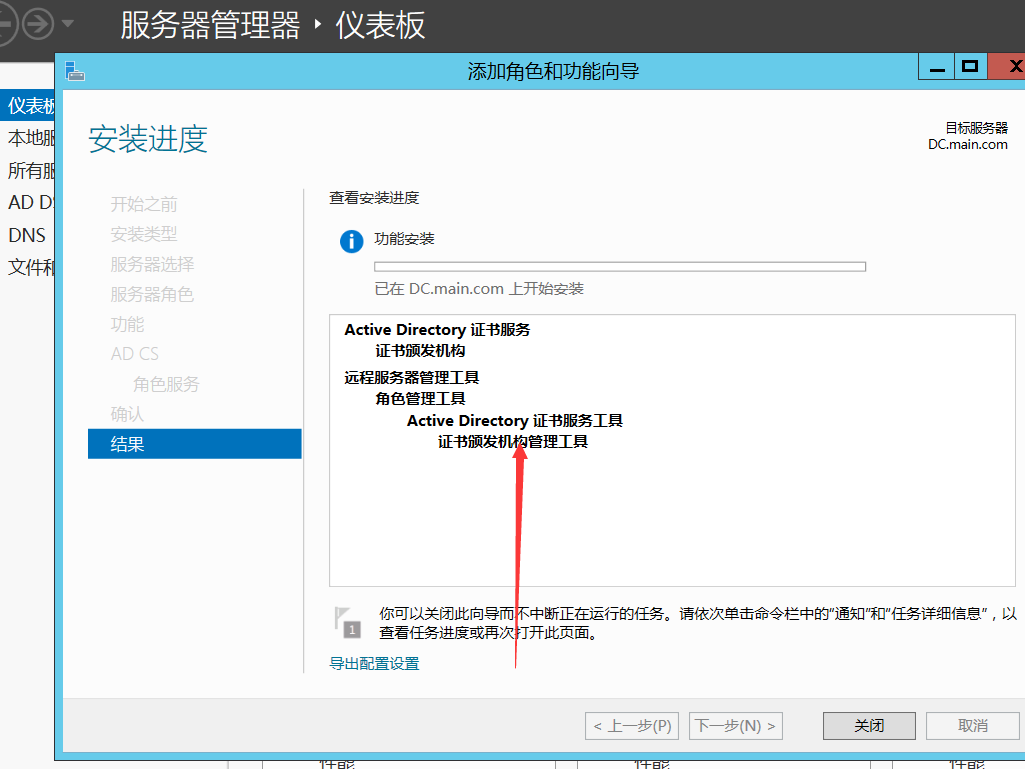 服务器管理器 ‣ 仪表板
添加角色和功能向导
仪表板
本地服
所有服
AD DS
DNS
文件和
安装进度
目标服务器
DC.main.com
开始之前
安装类型
服务器选择
服务器角色
功能
AD CS
角色服务
确认
结果
查看安装进度
功能安装
已在 DC.main.com 上开始安装
Active Directory 证书服务
证书颁发机构
远程服务器管理工具
角色管理工具
Active Directory 证书服务工具
证书颁发机构管理工具
1
你可以关闭此向导而不中断正在运行的任务。请依次单击命令栏中的"通知"和"任务详细信息"，以
查看任务进度或再次打开此页面。
导出配置设置
< 上一步(P)
下一步(N) >
关闭
取消
性能
性能
性能